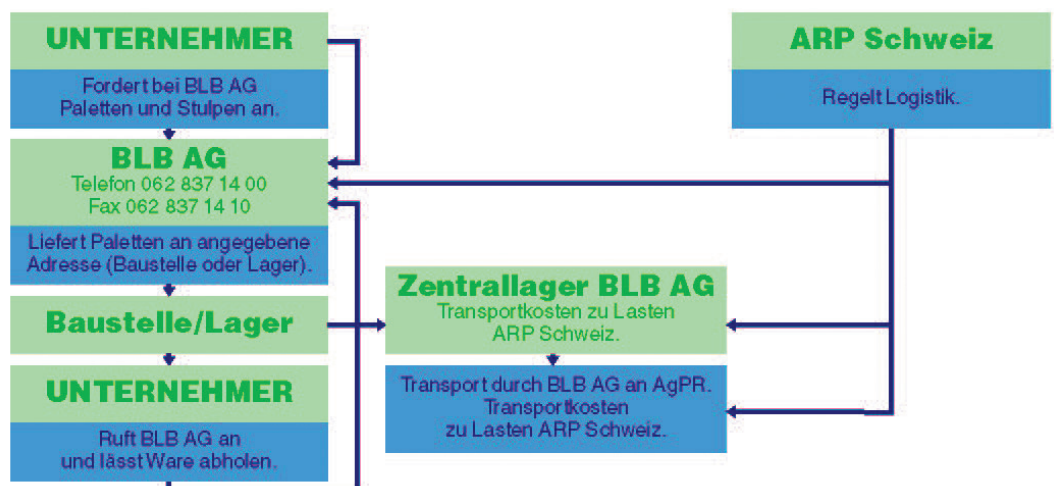 UNTERNEHMER
Fordert bei BLB AG
Paletten und Stulpen an.
BLB AG
Telefon 062 837 14 00
Fax 062 837 14 10
Liefert Paletten an angegebene
Adresse (Baustelle oder Lager).
Baustelle/Lager
UNTERNEHMER
Ruft BLB AG an
und lässt Ware abholen.
Zentrallager BLB AG
Transportkosten zu Lasten
ARP Schweiz.
Transport durch BLB AG an AgPR.
Transportkosten
zu Lasten ARP Schweiz.
ARP Schweiz
Regelt Logistik.